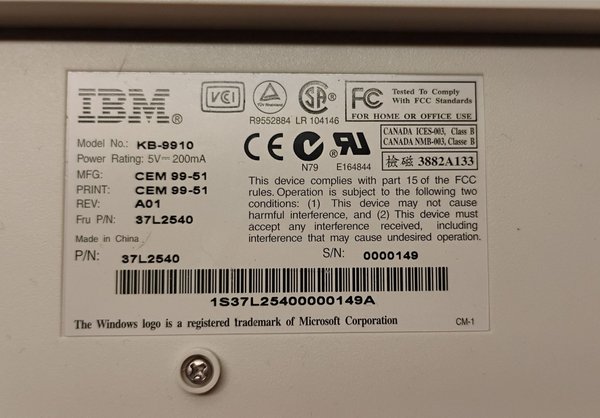 IBM®
VCI
TÜV Rheinland
SA®
FC
Tested To Comply
With FCC Standards
FOR HOME OR OFFICE USE
R9552884 LR 104146
CANADA ICES-003, Class B
CANADA NMB-003, Class B
Model No.: KB-9910
CE
N79
E164844
檢磁 3882A133
Power Rating: 5V⎓ 200mA
MFG: CEM 99-51
PRINT: CEM 99-51
REV: A01
Fru P/N: 37L2540
This device complies with part 15 of the FCC
rules. Operation is subject to the following two
conditions: (1) This device may not cause
harmful interference, and (2) This device must
accept any interference received, including
interference that may cause undesired operation.
Made in China
P/N: 37L2540
S/N: 0000149
1S37L25400000149A
The Windows logo is a registered trademark of Microsoft Corporation
CM-1